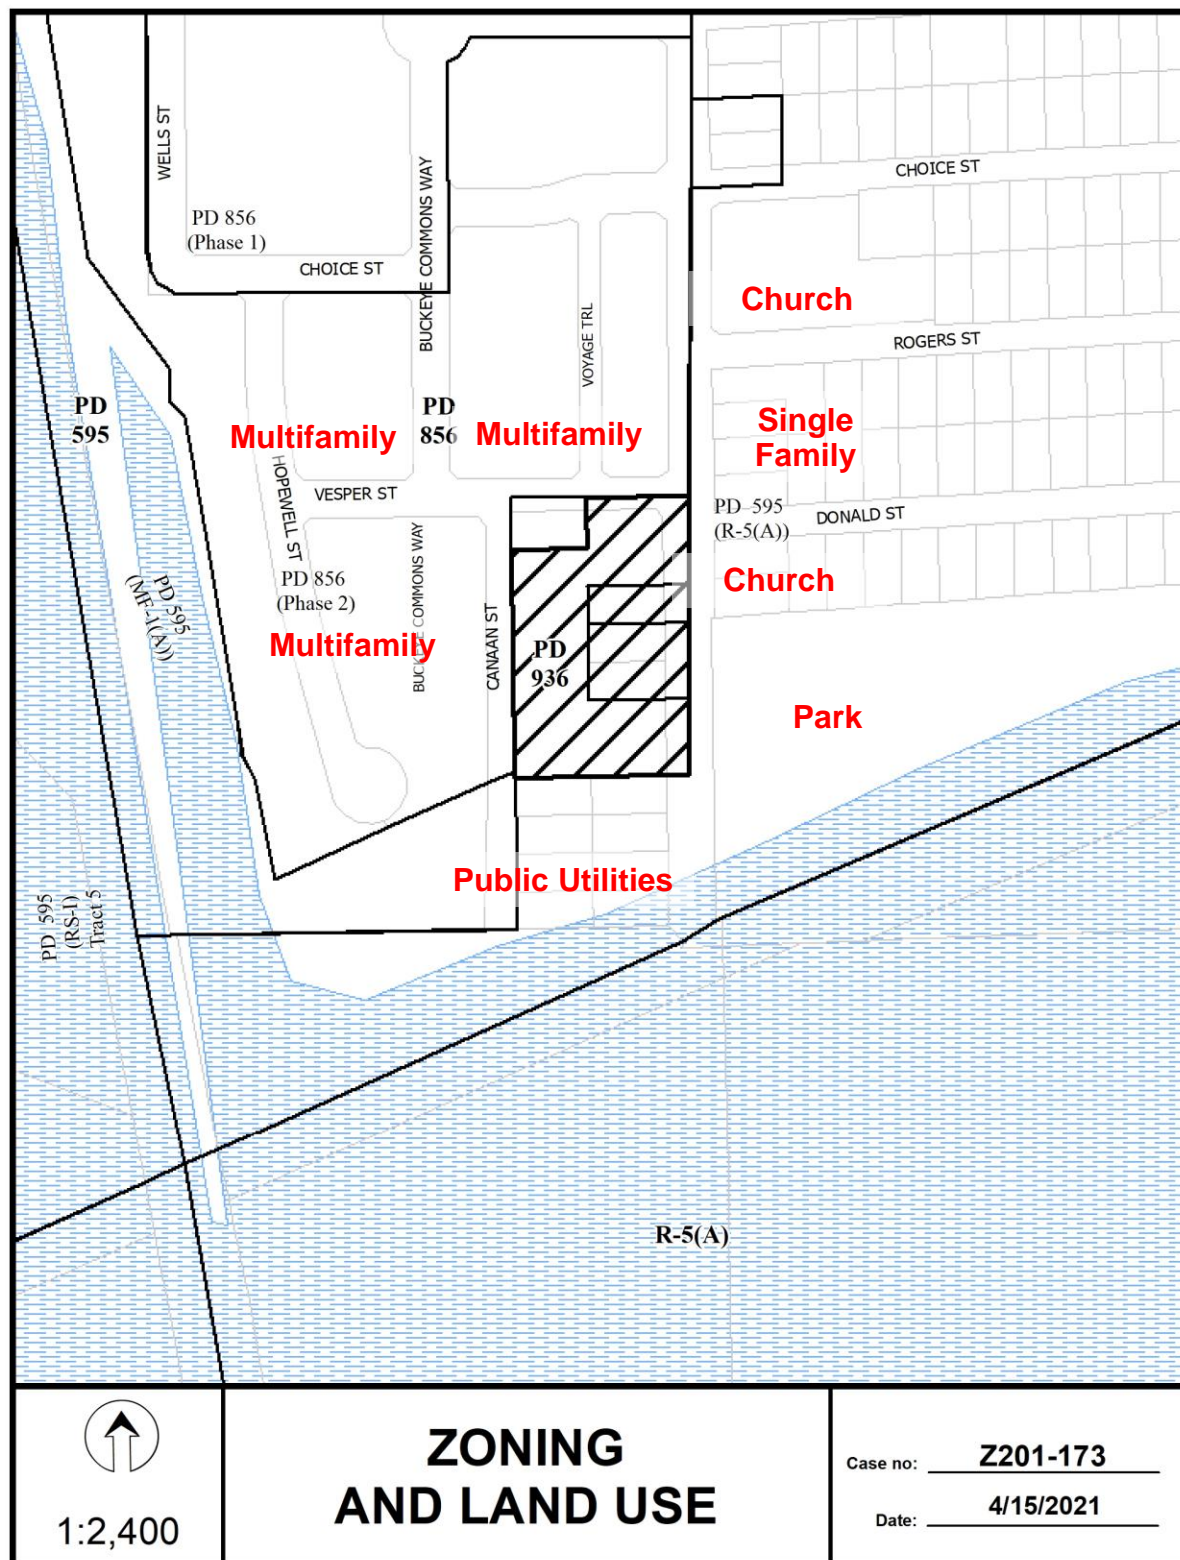 WELLS ST
BUCKEYE COMMONS WAY
CHOICE ST
PD 856
(Phase 1)
CHOICE ST
VOYAGE TRL
Church
ROGERS ST
PD
595
Multifamily
PD
856
Multifamily
Single
Family
HOPEWELL ST
VESPER ST
PD 595
(R-5(A))
DONALD ST
PD 595
(MF-1(A))
PD 856
(Phase 2)
BUCKEYE COMMONS WAY
CANAAN ST
Church
Multifamily
PD
936
Park
Public Utilities
PD 595
(RS-I)
Tract 5
R-5(A)
1:2,400
ZONING
AND LAND USE
Case no: Z201-173
Date: 4/15/2021